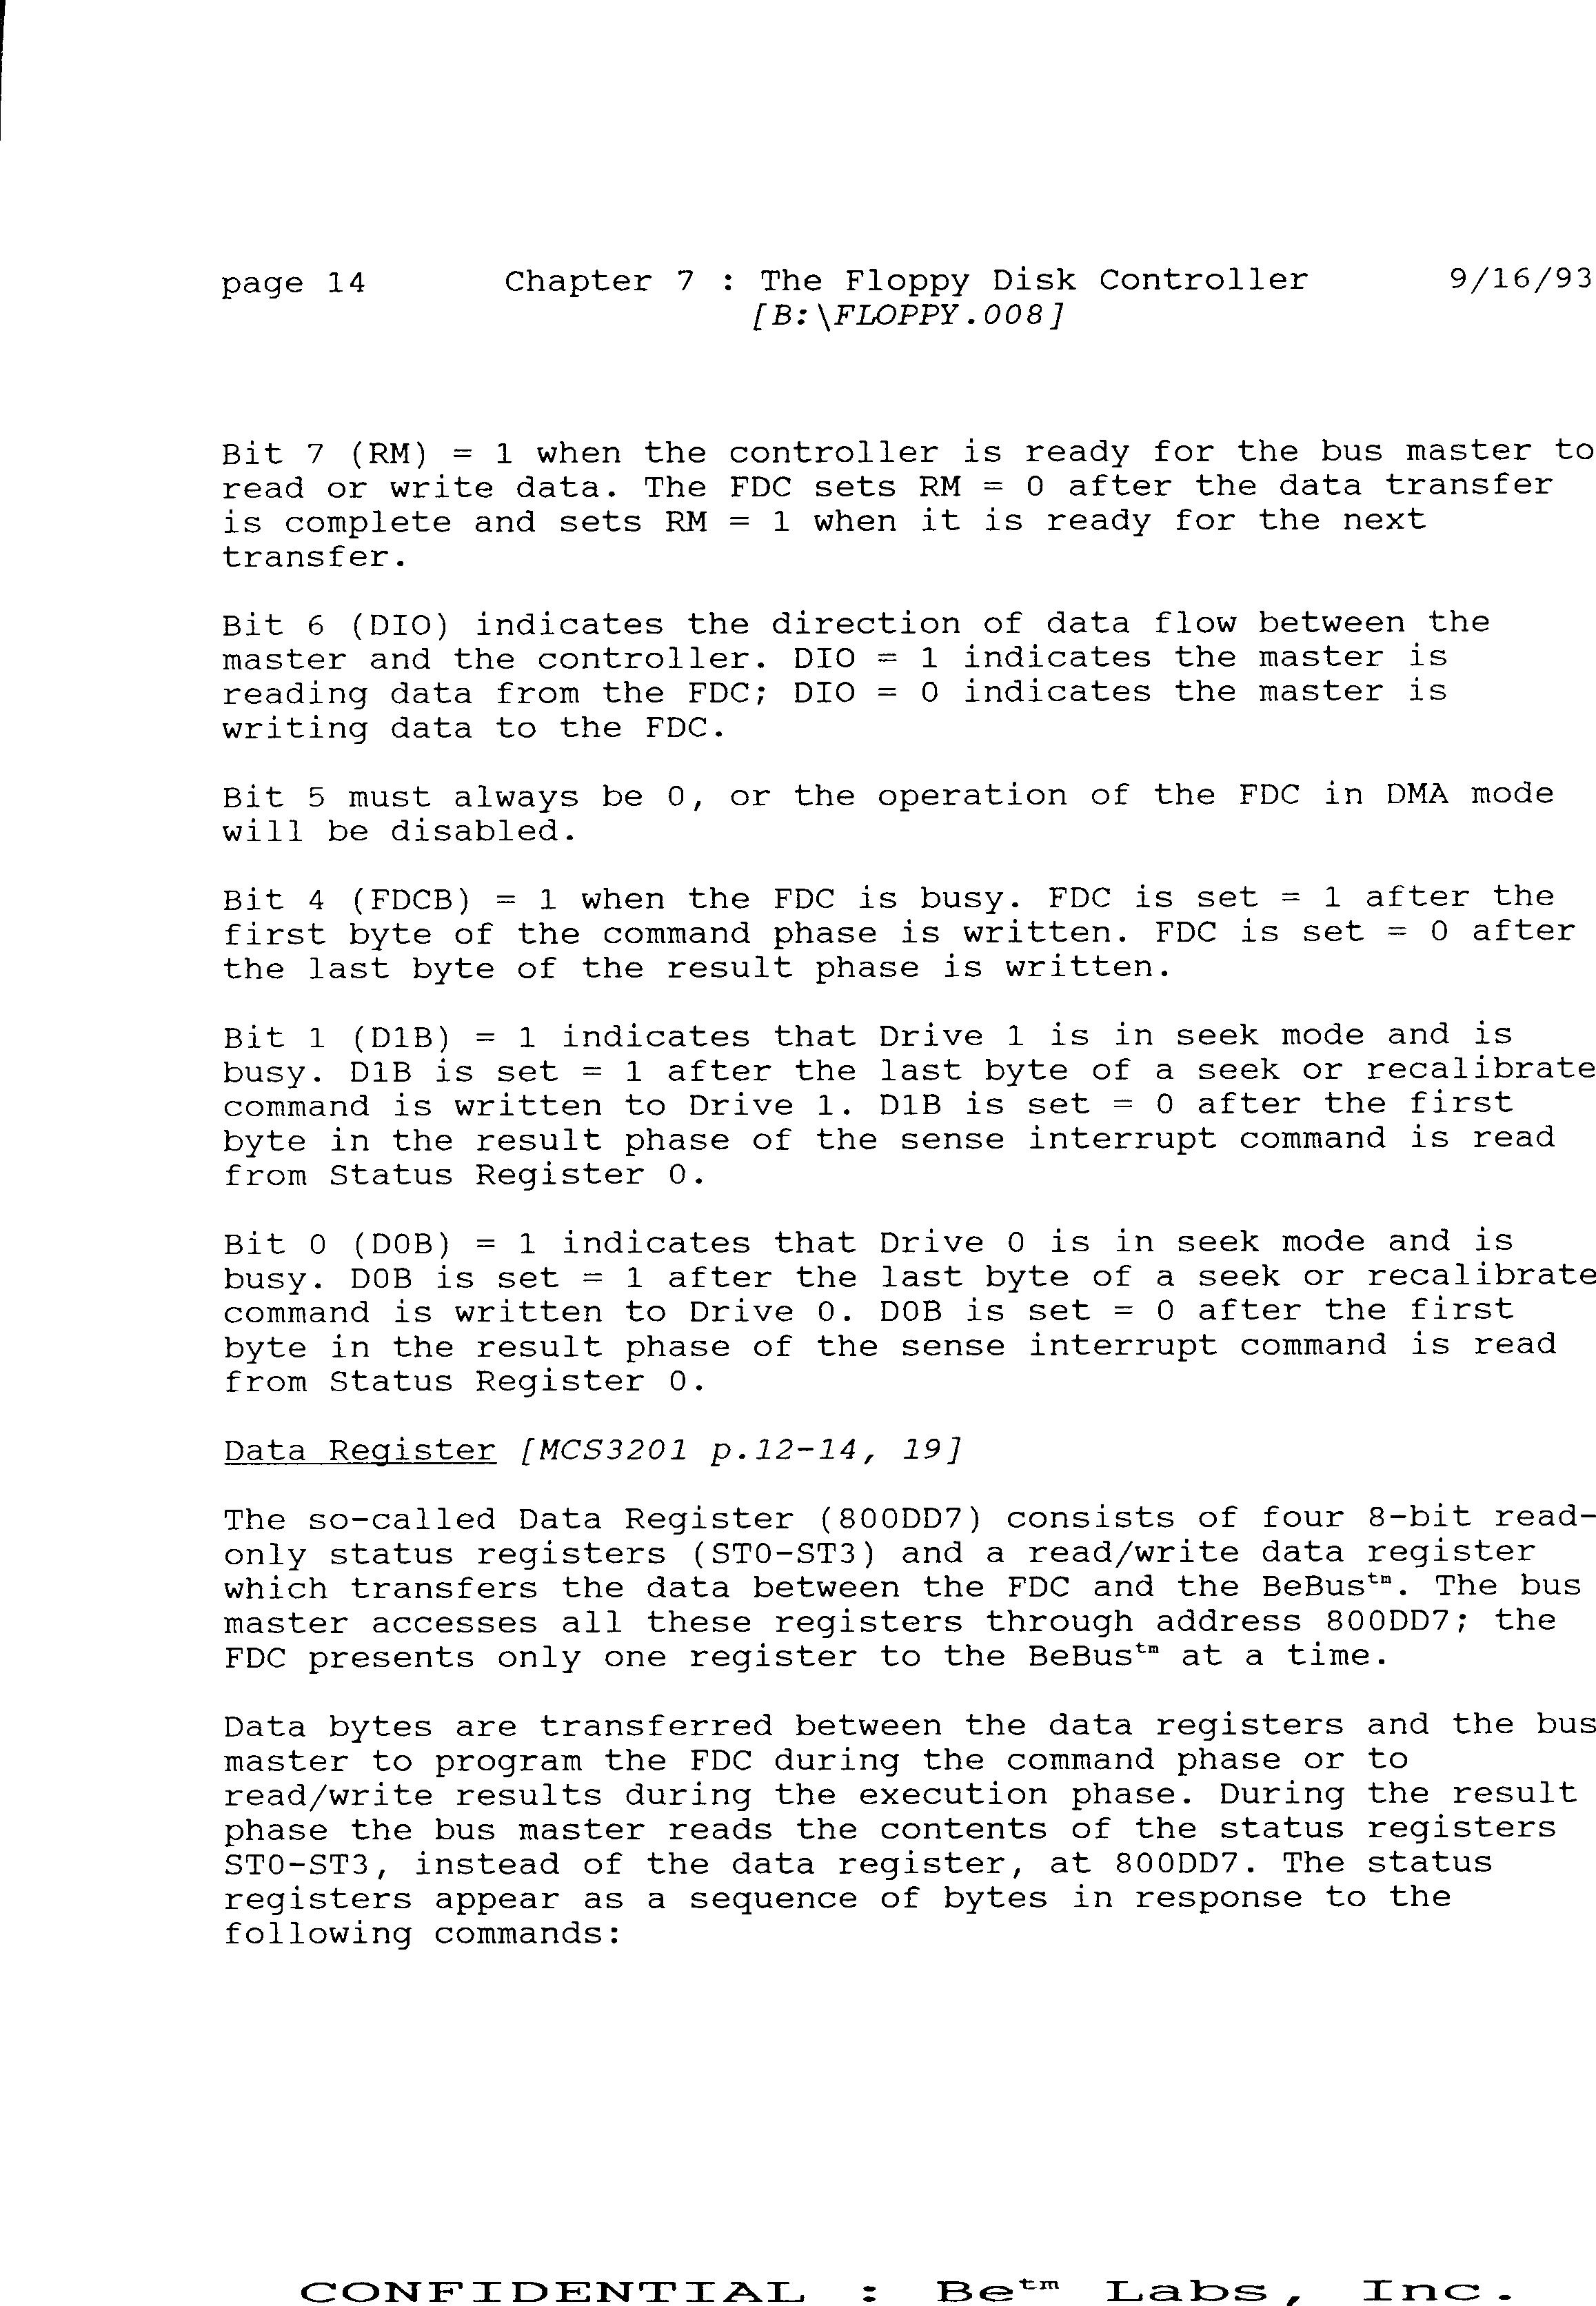 page 14 Chapter 7 : The Floppy Disk Controller 9/16/93
[B:\FLOPPY.008]
Bit 7 (RM) = 1 when the controller is ready for the bus master to
read or write data. The FDC sets RM = 0 after the data transfer
is complete and sets RM = 1 when it is ready for the next
transfer.
Bit 6 (DIO) indicates the direction of data flow between the
master and the controller. DIO = 1 indicates the master is
reading data from the FDC; DIO = 0 indicates the master is
writing data to the FDC.
Bit 5 must always be 0, or the operation of the FDC in DMA mode
will be disabled.
Bit 4 (FDCB) = 1 when the FDC is busy. FDC is set = 1 after the
first byte of the command phase is written. FDC is set = 0 after
the last byte of the result phase is written.
Bit 1 (D1B) = 1 indicates that Drive 1 is in seek mode and is
busy. D1B is set = 1 after the last byte of a seek or recalibrate
command is written to Drive 1. D1B is set = 0 after the first
byte in the result phase of the sense interrupt command is read
from Status Register 0.
Bit 0 (D0B) = 1 indicates that Drive 0 is in seek mode and is
busy. D0B is set = 1 after the last byte of a seek or recalibrate
command is written to Drive 0. D0B is set = 0 after the first
byte in the result phase of the sense interrupt command is read
from Status Register 0.
Data Register [MCS3201 p.12-14, 19]
The so-called Data Register (800DD7) consists of four 8-bit read-
only status registers (ST0-ST3) and a read/write data register
which transfers the data between the FDC and the BeBus™. The bus
master accesses all these registers through address 800DD7; the
FDC presents only one register to the BeBus™ at a time.
Data bytes are transferred between the data registers and the bus
master to program the FDC during the command phase or to
read/write results during the execution phase. During the result
phase the bus master reads the contents of the status registers
ST0-ST3, instead of the data register, at 800DD7. The status
registers appear as a sequence of bytes in response to the
following commands:
CONFIDENTIAL : Be™ Labs, Inc.